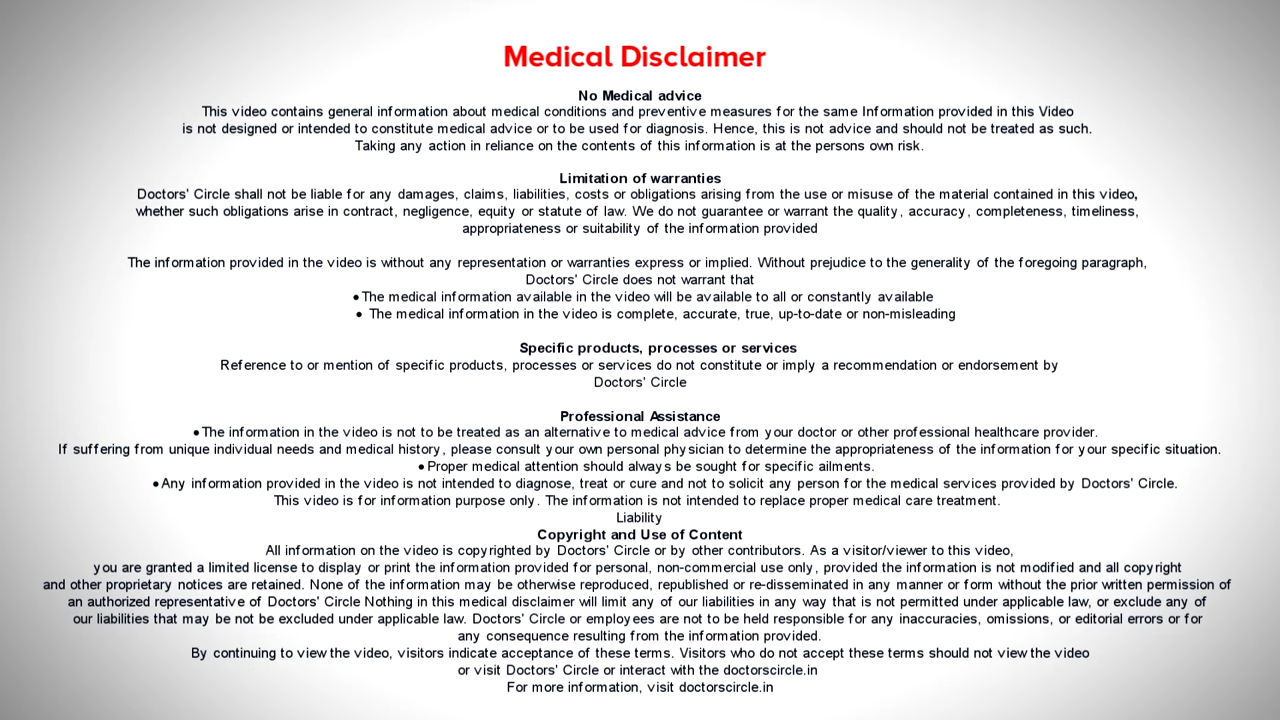 Medical Disclaimer
No Medical advice
This video contains general information about medical conditions and preventive measures for the same Information provided in this Video
is not designed or intended to constitute medical advice or to be used for diagnosis. Hence, this is not advice and should not be treated as such.
Taking any action in reliance on the contents of this information is at the persons own risk.
Limitation of warranties
Doctors' Circle shall not be liable for any damages, claims, liabilities, costs or obligations arising from the use or misuse of the material contained in this video,
whether such obligations arise in contract, negligence, equity or statute of law. We do not guarantee or warrant the quality, accuracy, completeness, timeliness,
appropriateness or suitability of the information provided
The information provided in the video is without any representation or warranties express or implied. Without prejudice to the generality of the foregoing paragraph,
Doctors' Circle does not warrant that
•The medical information available in the video will be available to all or constantly available
• The medical information in the video is complete, accurate, true, up-to-date or non-misleading
Specific products, processes or services
Reference to or mention of specific products, processes or services do not constitute or imply a recommendation or endorsement by
Doctors' Circle
Professional Assistance
•The information in the video is not to be treated as an alternative to medical advice from your doctor or other professional healthcare provider.
If suffering from unique individual needs and medical history, please consult your own personal physician to determine the appropriateness of the information for your specific situation.
•Proper medical attention should always be sought for specific ailments.
•Any information provided in the video is not intended to diagnose, treat or cure and not to solicit any person for the medical services provided by Doctors' Circle.
This video is for information purpose only. The information is not intended to replace proper medical care treatment.
Liability
Copyright and Use of Content
All information on the video is copyrighted by Doctors' Circle or by other contributors. As a visitor/viewer to this video,
you are granted a limited license to display or print the information provided for personal, non-commercial use only, provided the information is not modified and all copyright
and other proprietary notices are retained. None of the information may be otherwise reproduced, republished or re-disseminated in any manner or form without the prior written permission of
an authorized representative of Doctors' Circle Nothing in this medical disclaimer will limit any of our liabilities in any way that is not permitted under applicable law, or exclude any of
our liabilities that may be not be excluded under applicable law. Doctors' Circle or employees are not to be held responsible for any inaccuracies, omissions, or editorial errors or for
any consequence resulting from the information provided.
By continuing to view the video, visitors indicate acceptance of these terms. Visitors who do not accept these terms should not view the video
or visit Doctors' Circle or interact with the doctorscircle.in
For more information, visit doctorscircle.in